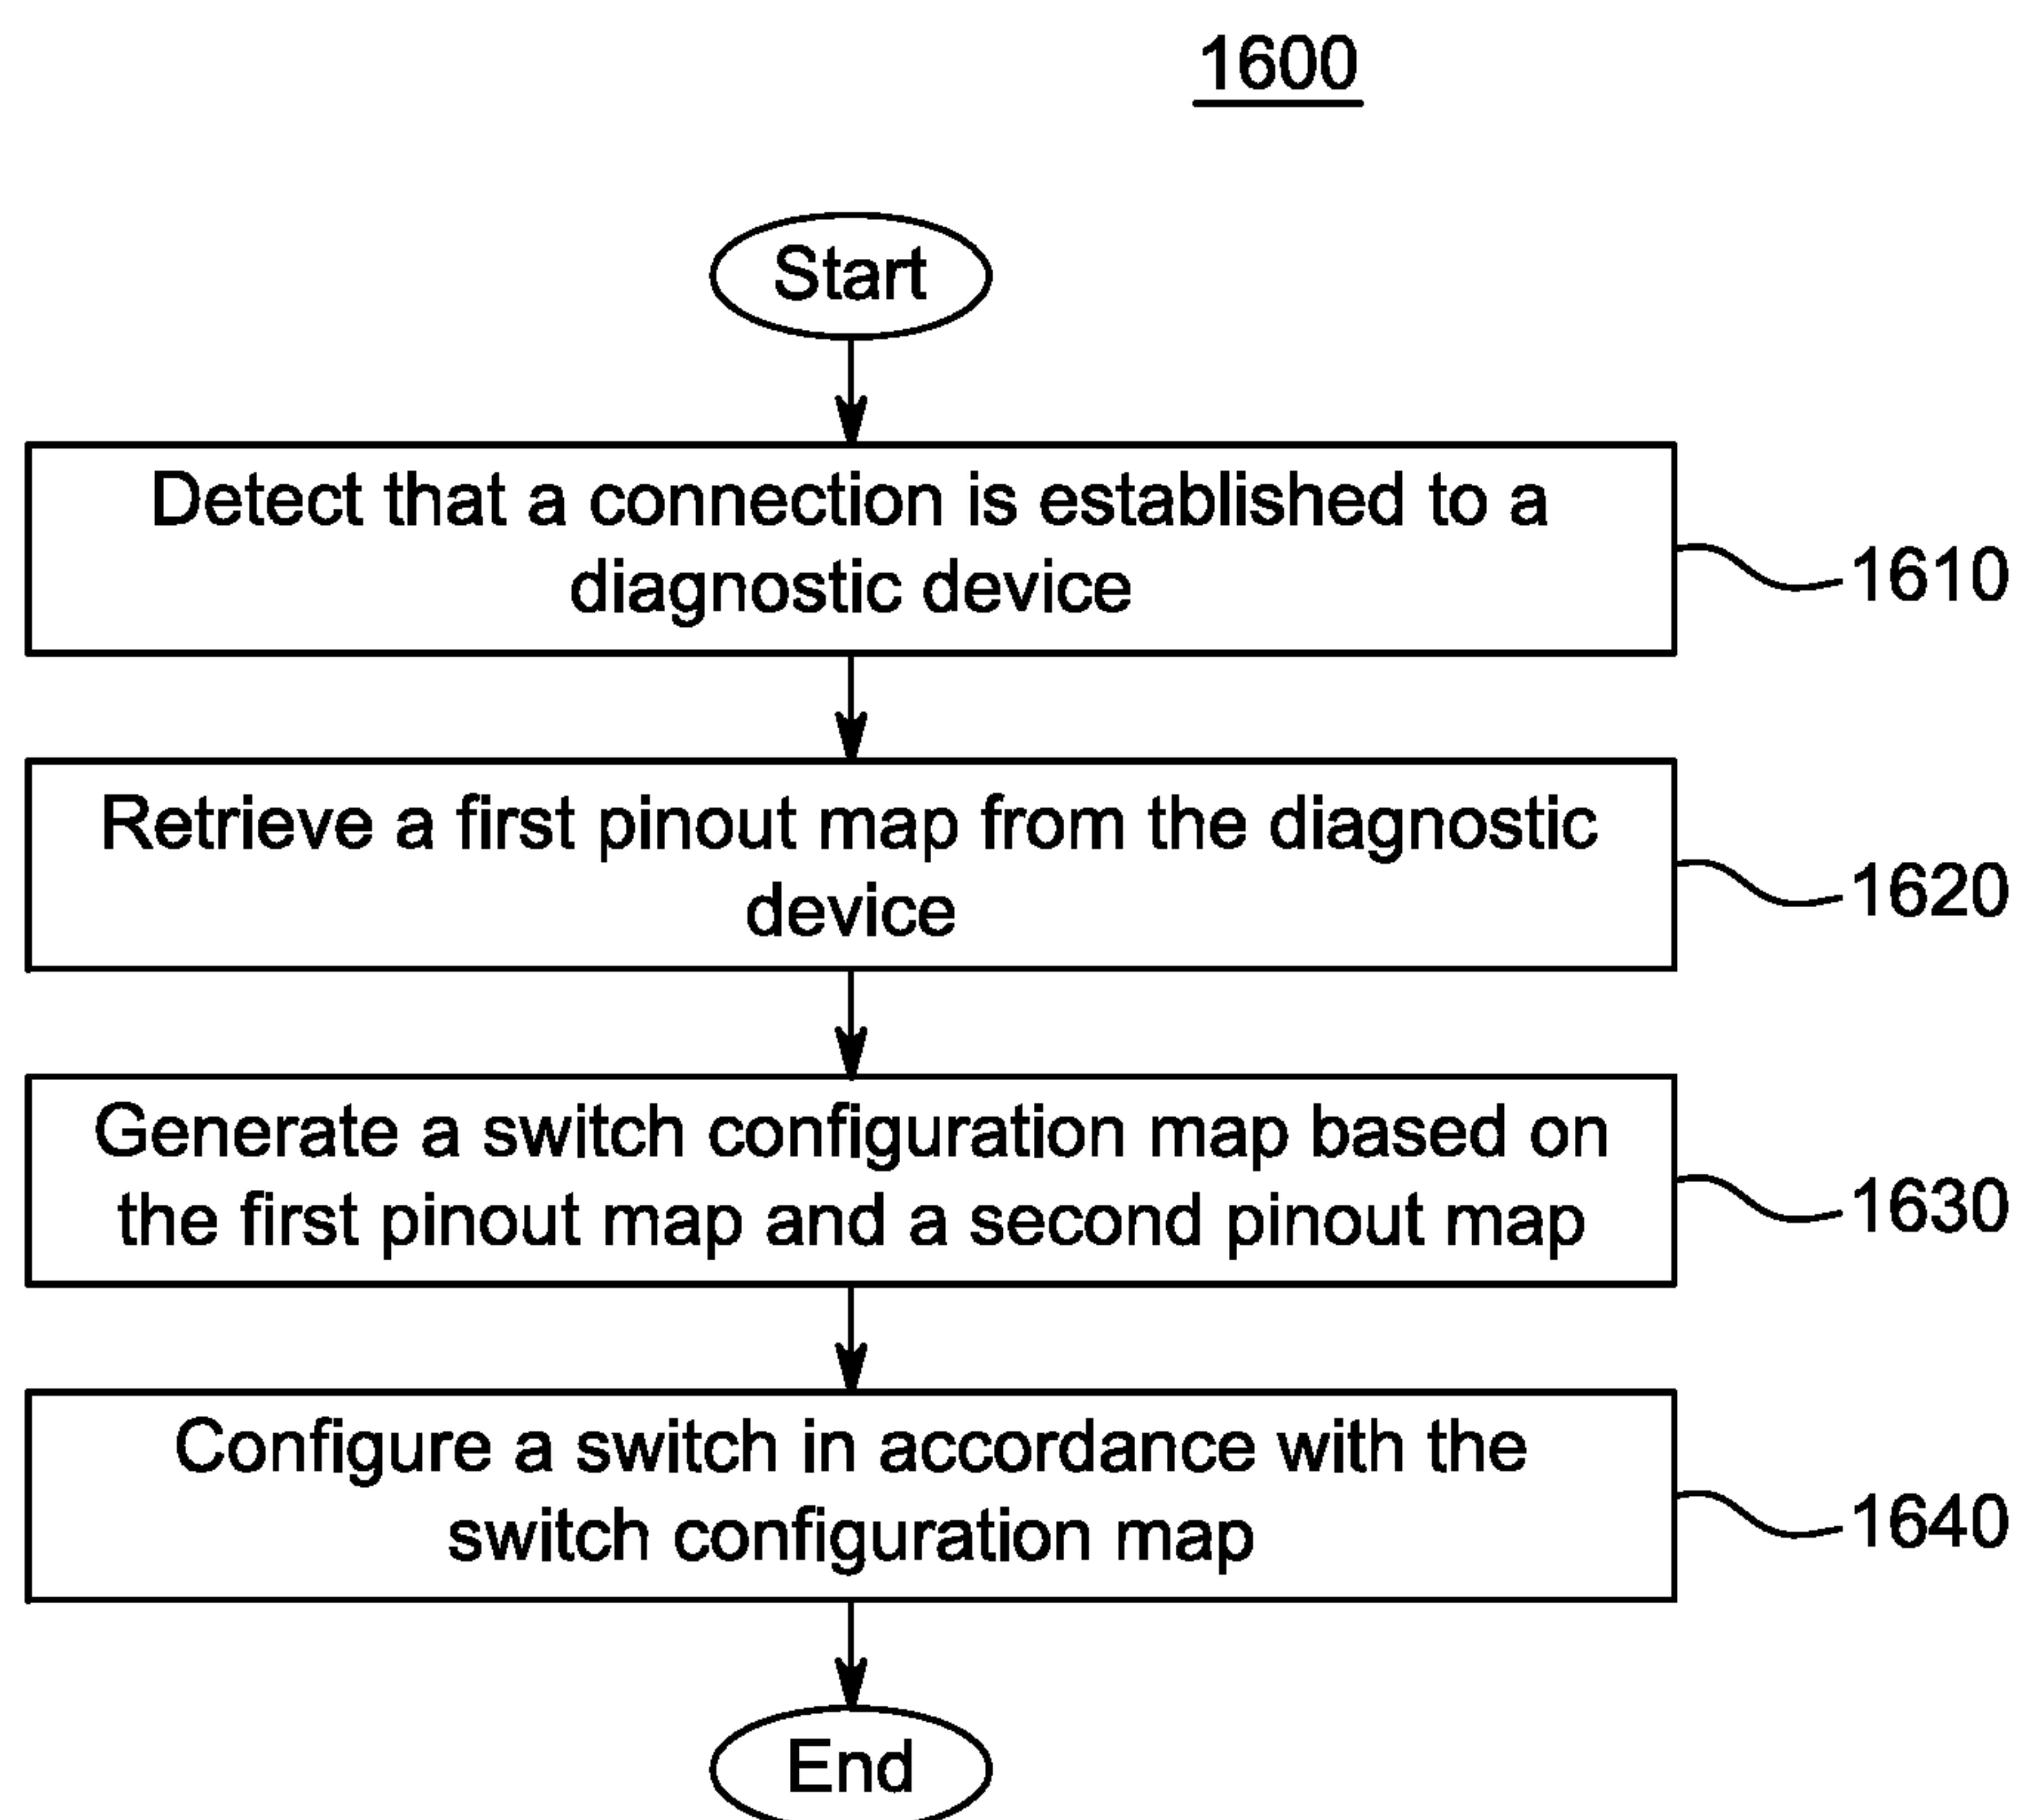 1600
Start
Detect that a connection is established to a
diagnostic device
1610
Retrieve a first pinout map from the diagnostic
device
1620
Generate a switch configuration map based on
the first pinout map and a second pinout map
1630
Configure a switch in accordance with the
switch configuration map
1640
End